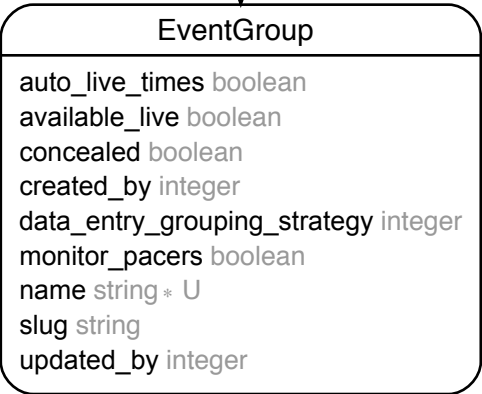 EventGroup
auto_live_times boolean
available_live boolean
concealed boolean
created_by integer
data_entry_grouping_strategy integer
monitor_pacers boolean
name string * U
slug string
updated_by integer